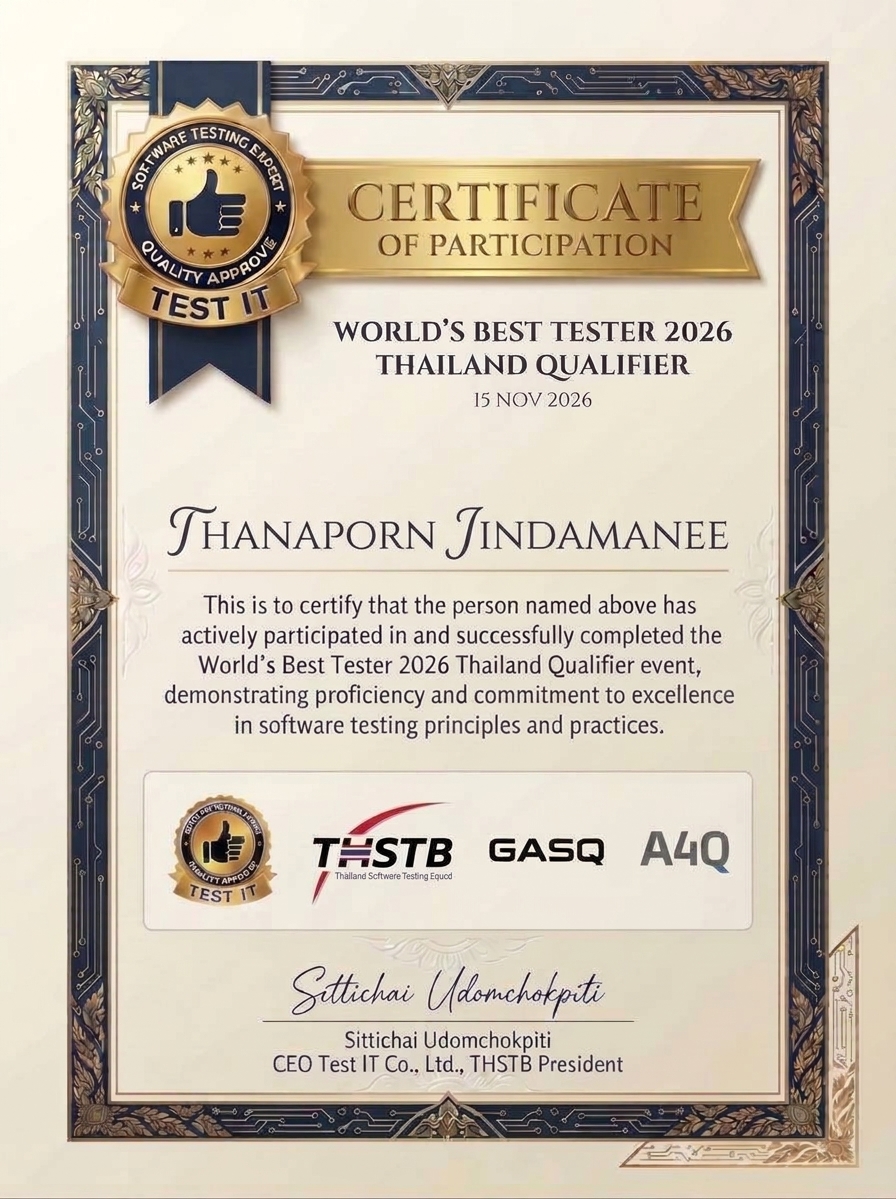 SOFTWARE TESTING EXPERT
QUALITY APPROVE
TEST IT
CERTIFICATE
OF PARTICIPATION
WORLD'S BEST TESTER 2026
THAILAND QUALIFIER
15 NOV 2026
THANAPORN JINDAMANEE
This is to certify that the person named above has
actively participated in and successfully completed the
World's Best Tester 2026 Thailand Qualifier event,
demonstrating proficiency and commitment to excellence
in software testing principles and practices.
TEST IT
THSTB
Thailand Softwere Testing Equcd
GASQ
A4Q
Sittichai Udomchokpiti
Sittichai Udomchokpiti
CEO Test IT Co., Ltd., THSTB President